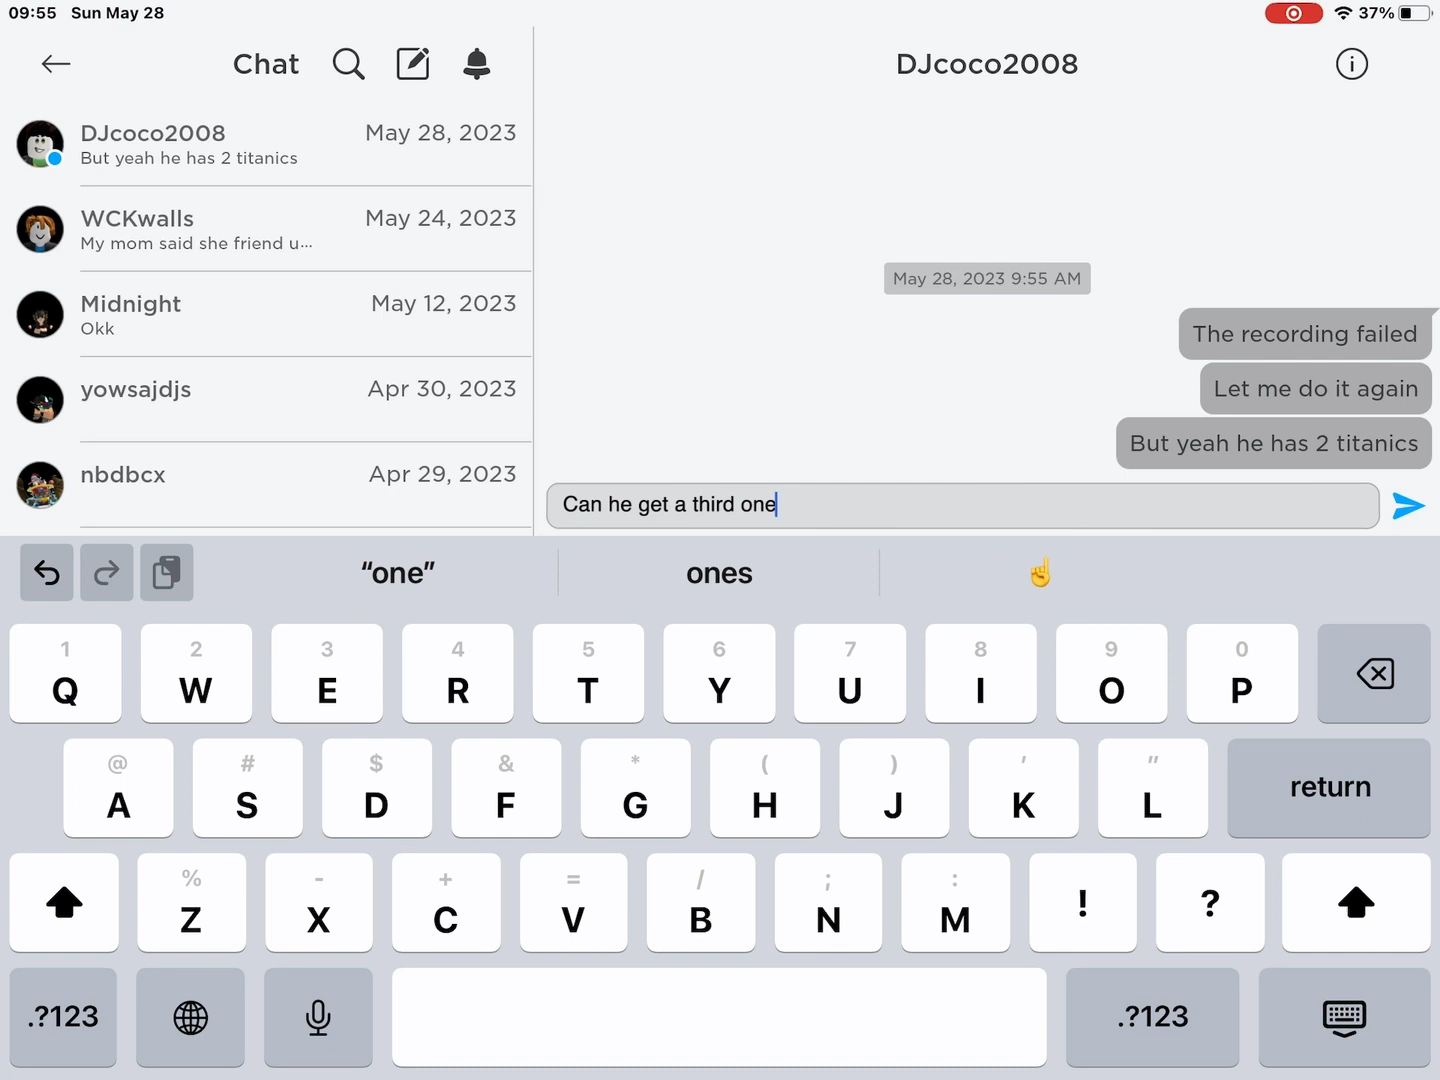 09:55 Sun May 28
37%
Chat
DJcoco2008 May 28, 2023
But yeah he has 2 titanics
WCKwalls May 24, 2023
My mom said she friend u...
Midnight May 12, 2023
Okk
yowsajdjs Apr 30, 2023
nbdbcx Apr 29, 2023
DJcoco2008
May 28, 2023 9:55 AM
The recording failed
Let me do it again
But yeah he has 2 titanics
Can he get a third one
“one” ones ☝️
1 2 3 4 5 6 7 8 9 0
Q W E R T Y U I O P
@ # $ & * ( ) ' "
A S D F G H J K L return
% - + = / ; :
Z X C V B N M ! ?
.?123 .?123